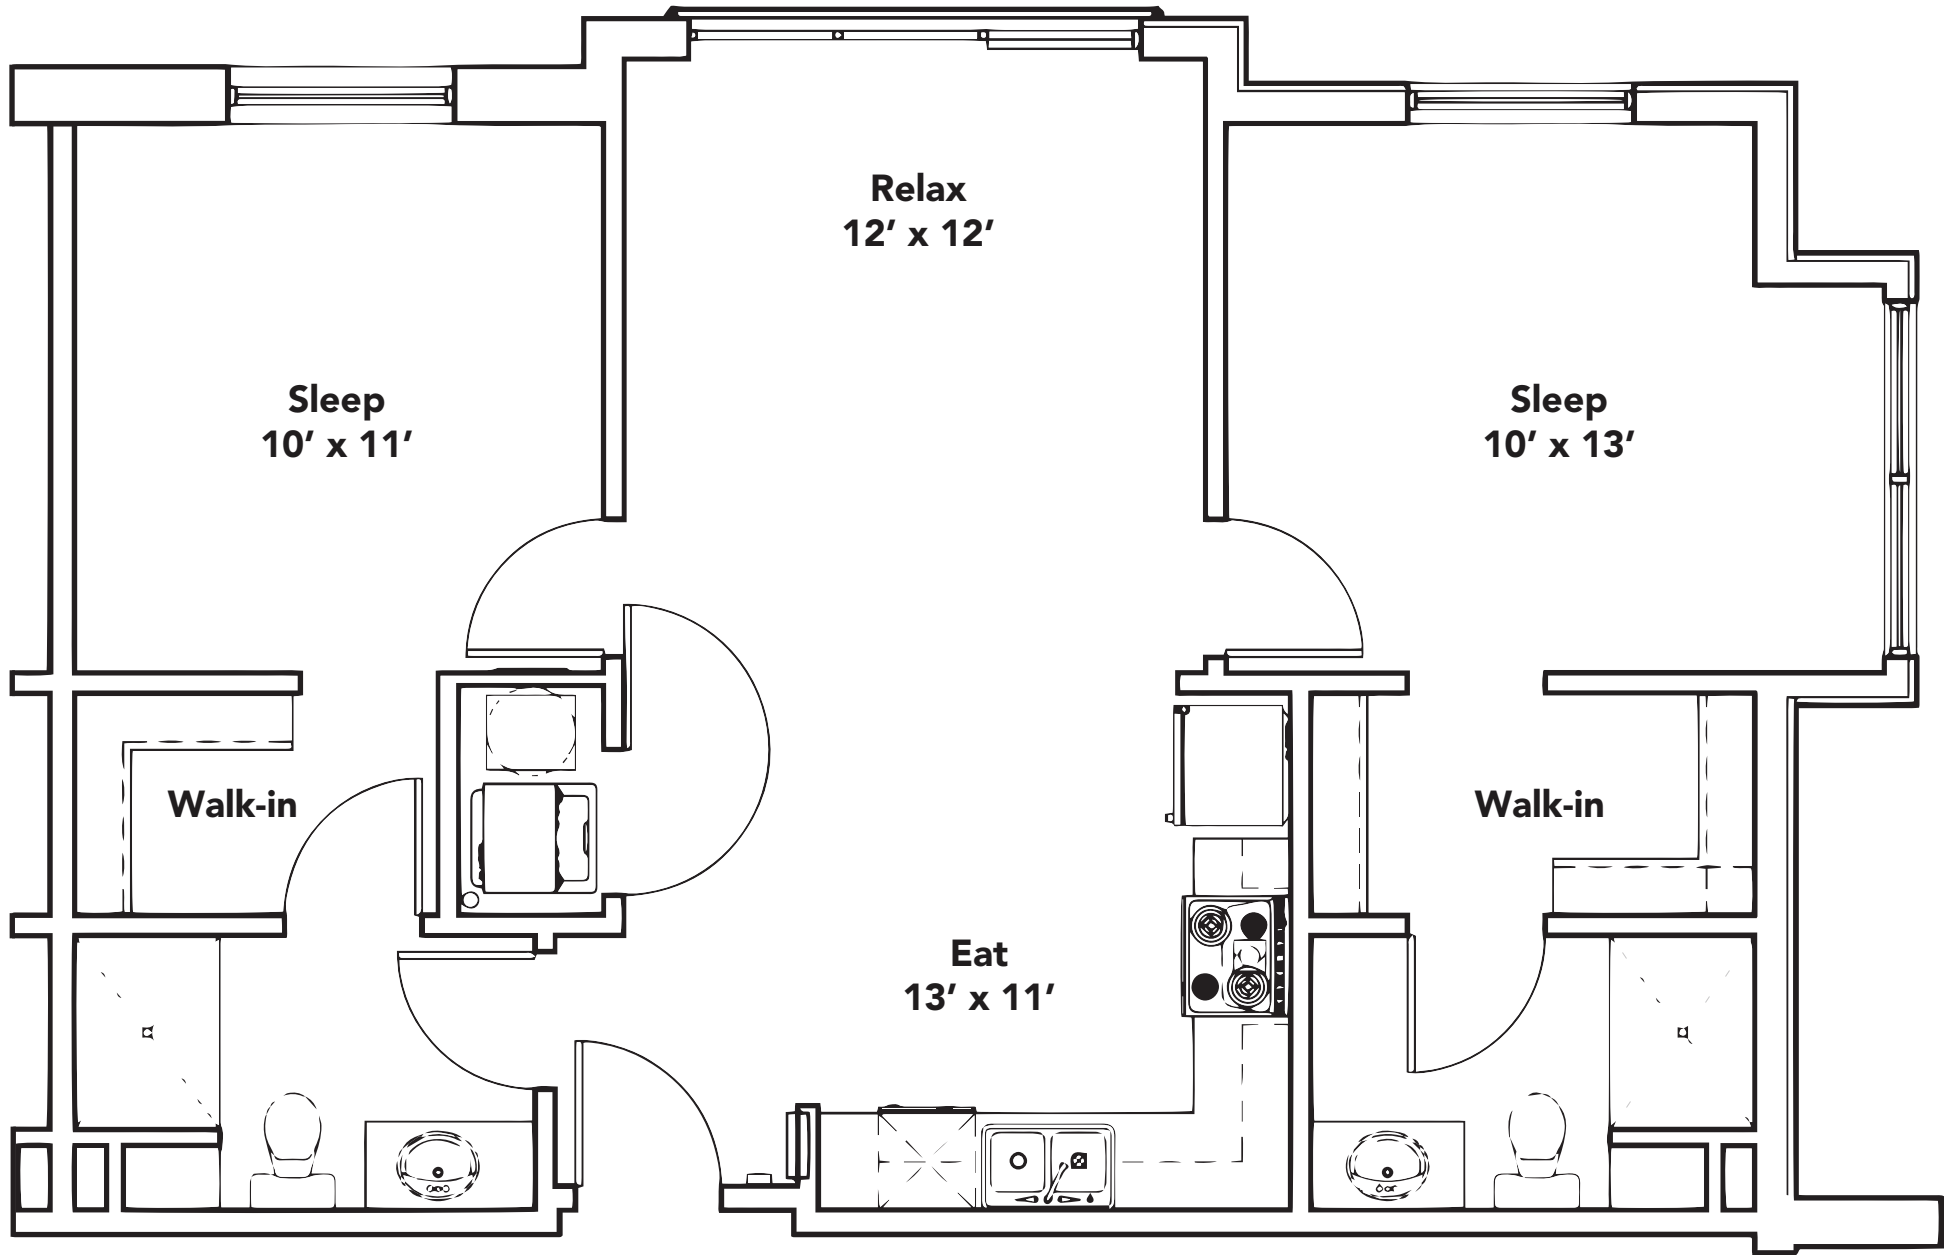 Relax
12’ x 12’
Sleep
10’ x 11’
Sleep
10’ x 13’
Walk-in
Walk-in
Eat
13’ x 11’